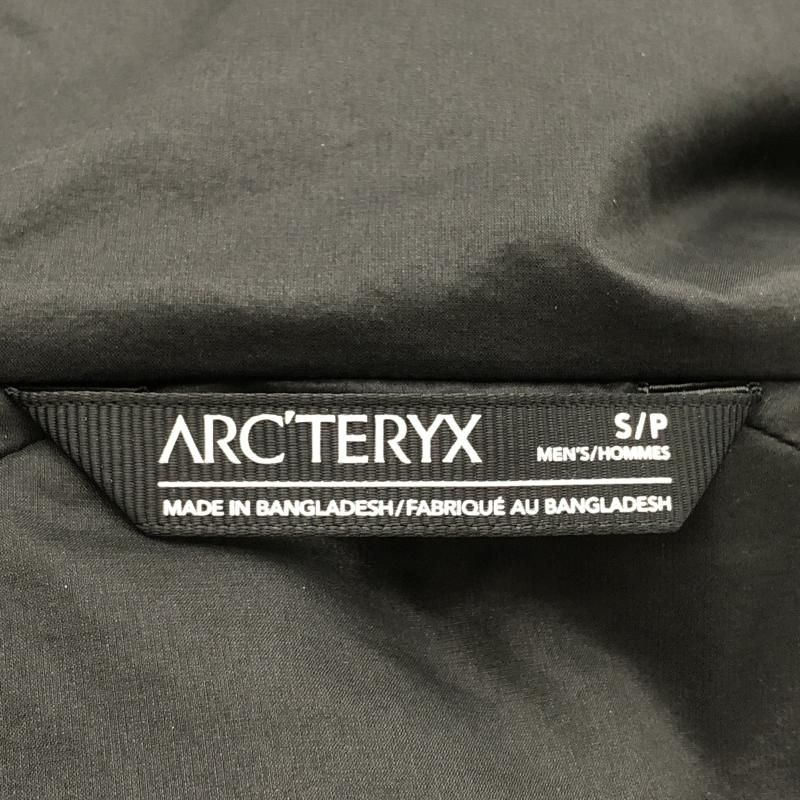 ARC'TERYX
S/P
MEN'S/HOMMES
MADE IN BANGLADESH/FABRIQUÉ AU BANGLADESH